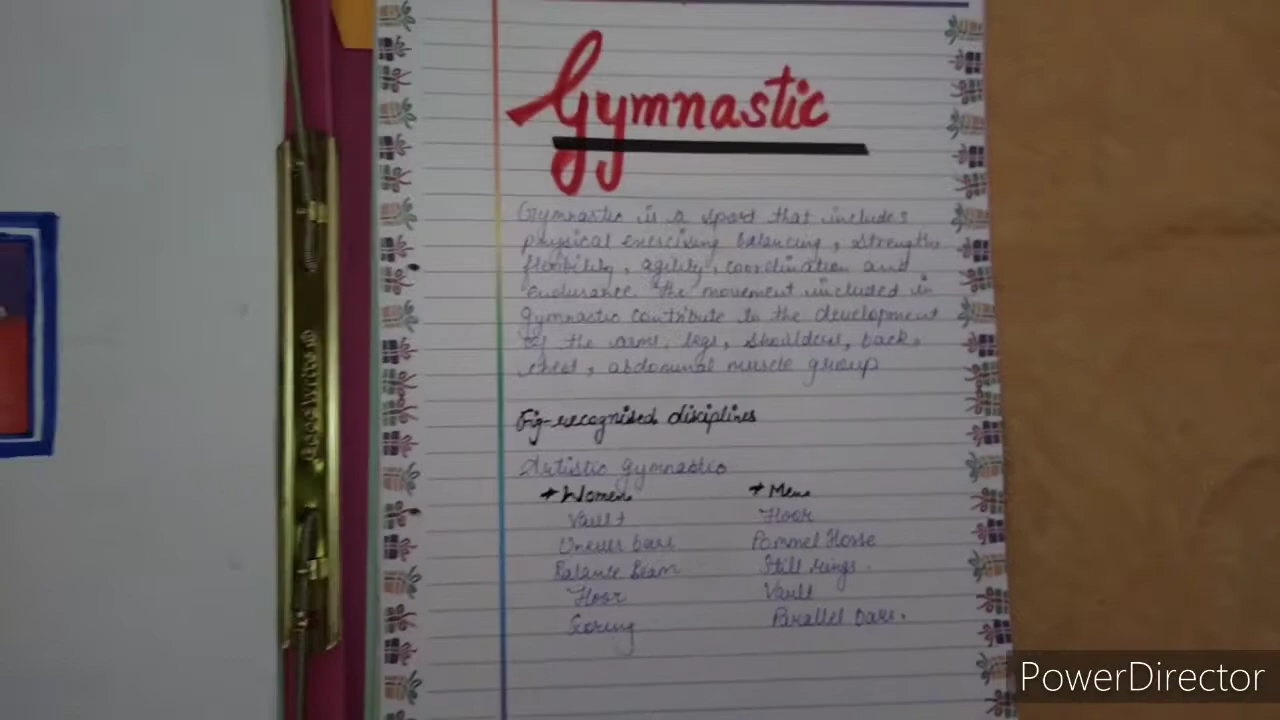 Gymnastic
Gymnastic is a sport that includes
physical exercising balancing, strength,
flexibility, agility, coordination and
endurance. The movement included in
gymnastic contribute to the development
of the arms, legs, shoulders, back,
chest, abdominal muscle group
Fig-recognised disciplines
Artistic gymnastic
Women Men
Vault Floor
Uneven bars Pommel Horse
Balance Beam Still rings.
Floor Vault
Scoring Parallel bars.
PowerDirector